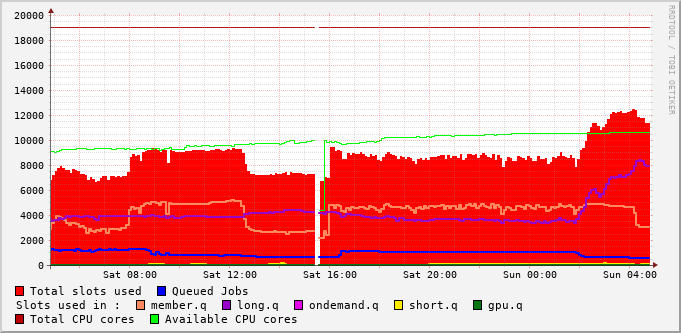 20000
18000
16000
14000
12000
10000
8000
6000
4000
2000
0
Sat 08:00 Sat 12:00 Sat 16:00 Sat 20:00 Sun 00:00 Sun 04:00
RRDTOOL / TOBI OETIKER
Total slots used Queued Jobs
Slots used in : member.q long.q ondemand.q short.q gpu.q
Total CPU cores Available CPU cores